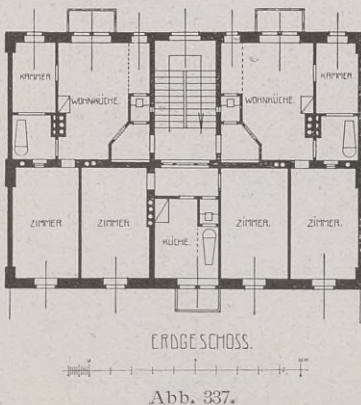 KAMMER
WOHNKÜCHE.
WOHNKÜCHE.
KAMMER
ZIMMER.
ZIMMER
KÜCHE.
ZIMMER.
ZIMMER.
ERDGESCHOSS.
Abb. 337.